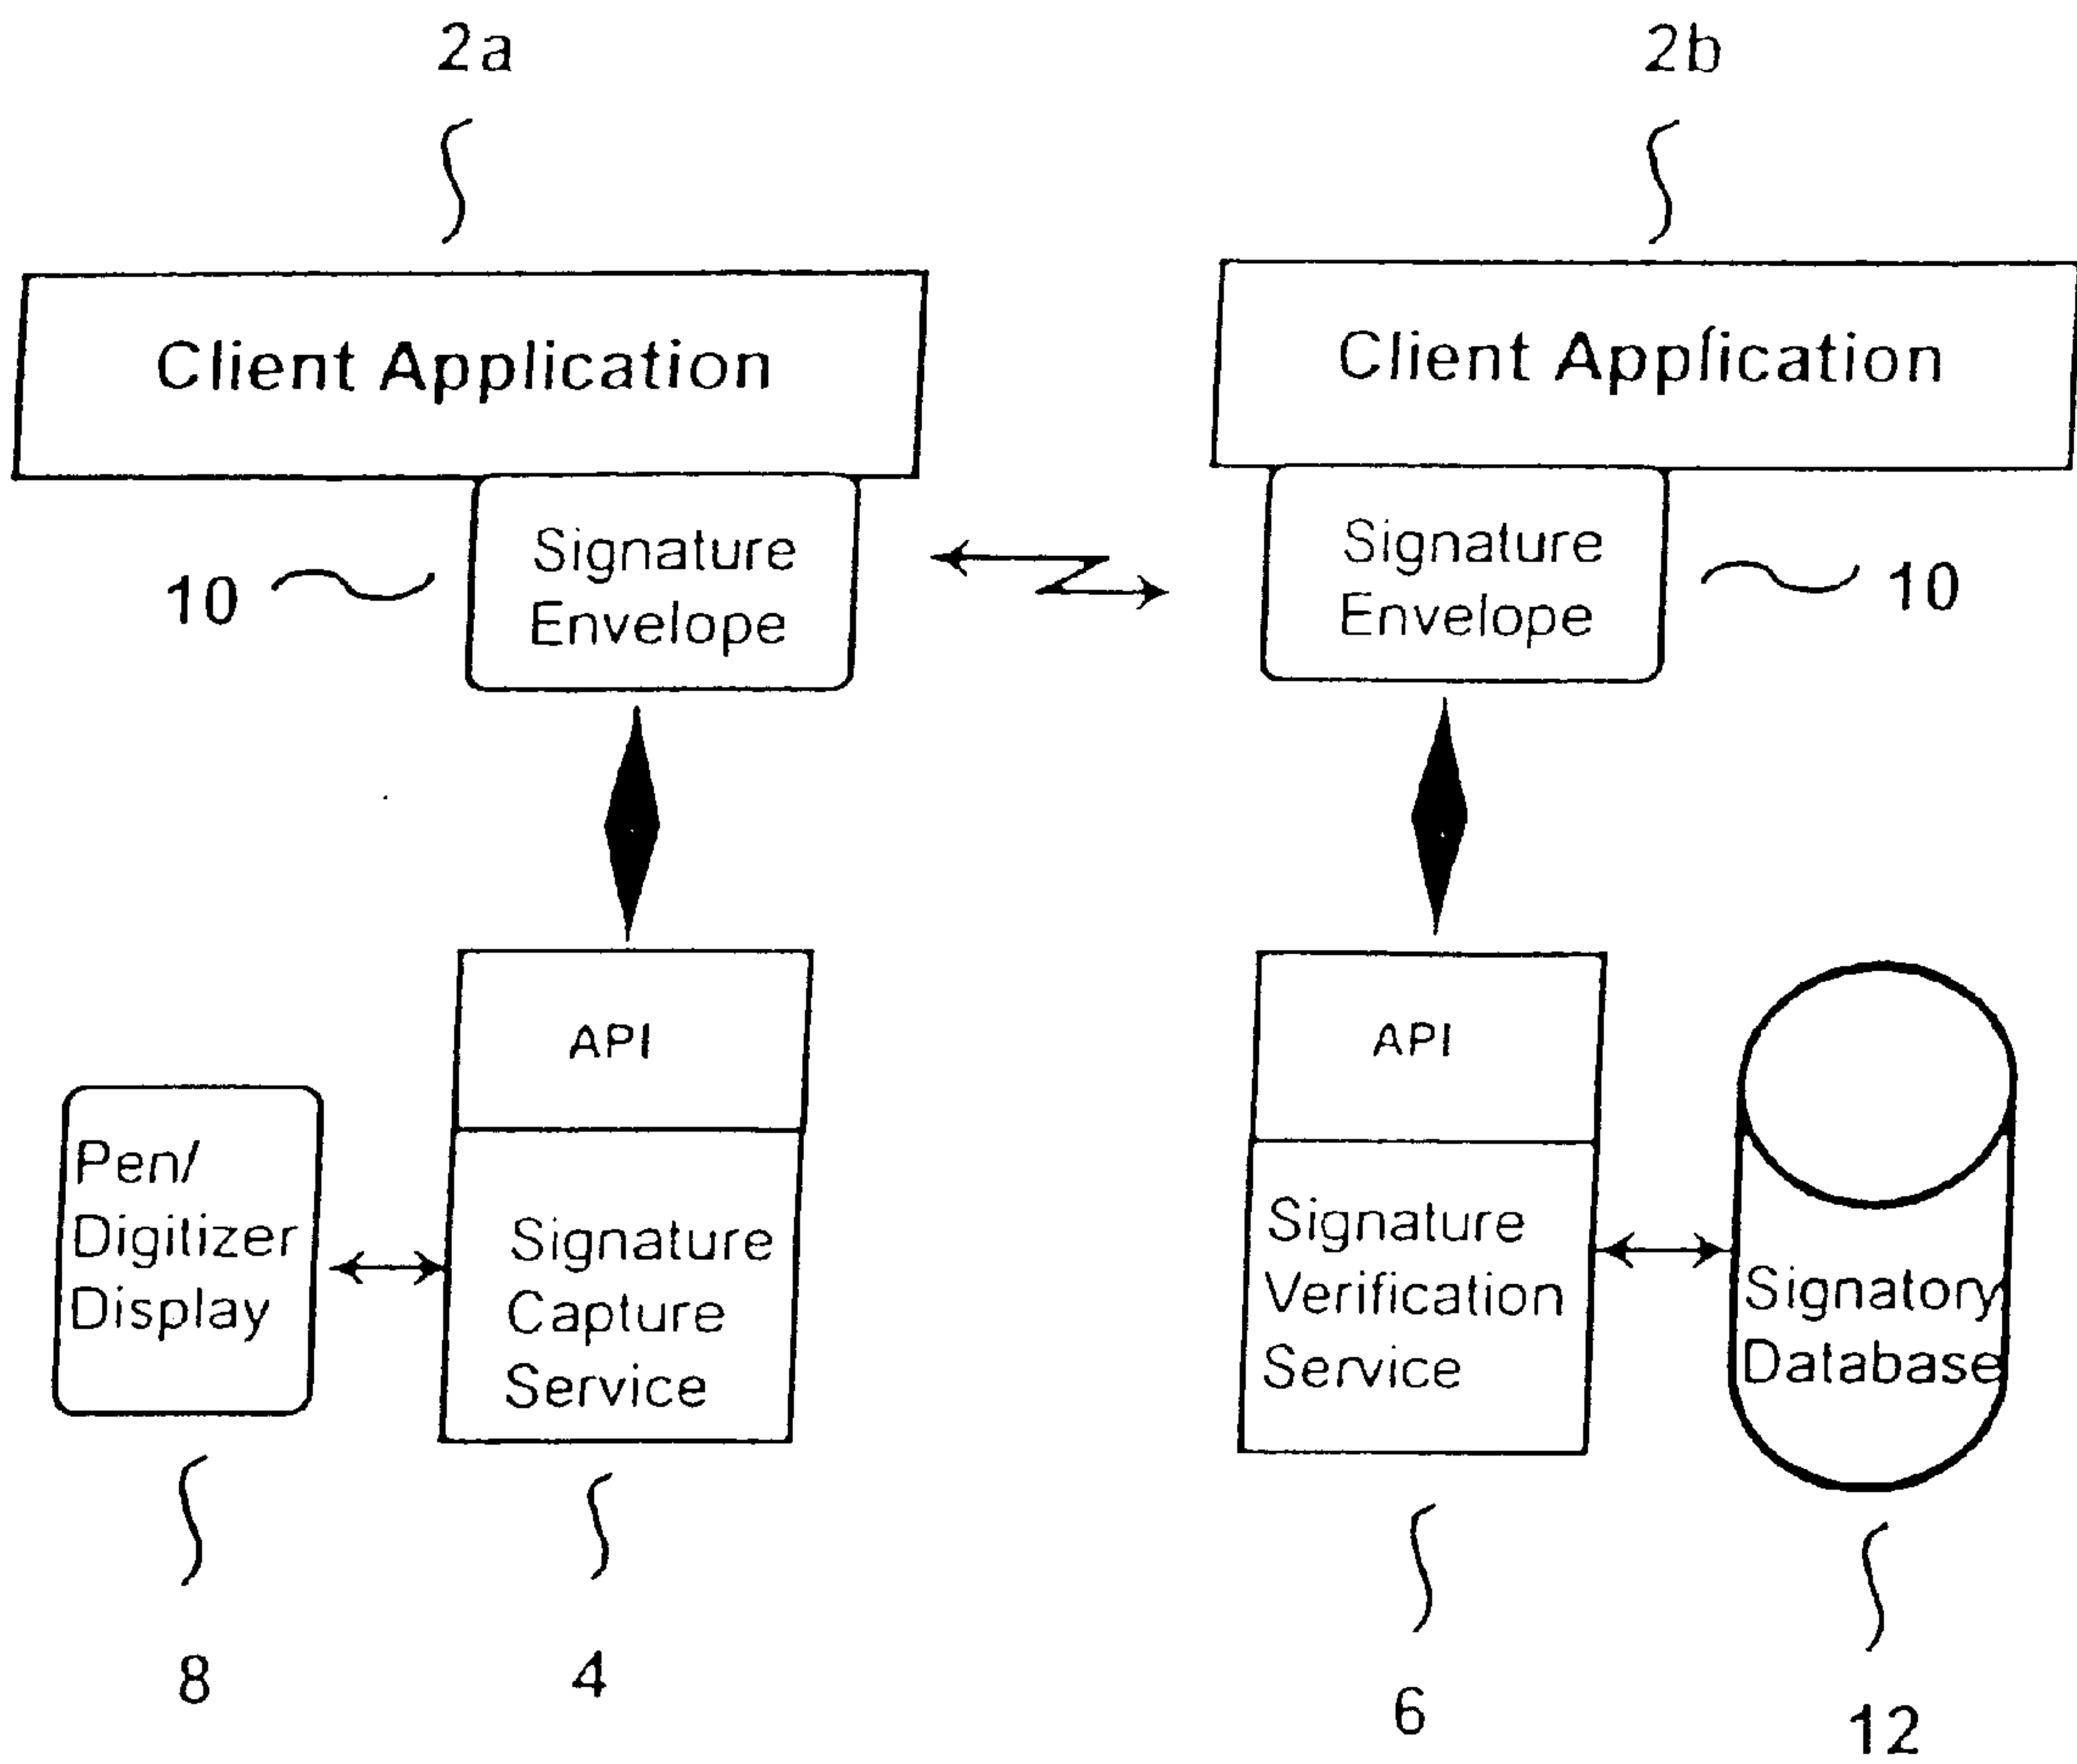 2a
2b
Client Application
Client Application
Signature
Envelope
10
Signature
Envelope
10
API
API
Pen/
Digitizer
Display
Signature
Capture
Service
Signature
Verification
Service
Signatory
Database
8
4
6
12